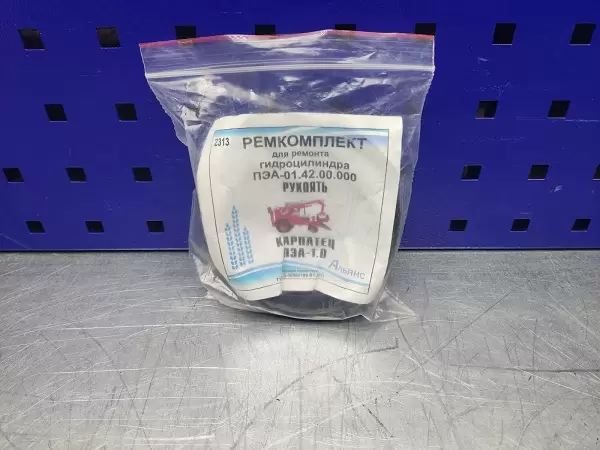 2313
РЕМКОМПЛЕКТ
для ремонта
гидроцилиндра
ПЭА-01.42.00.000
РУКОЯТЬ
КАРПАТЕЦ
ПЭА-1.0
Альянс